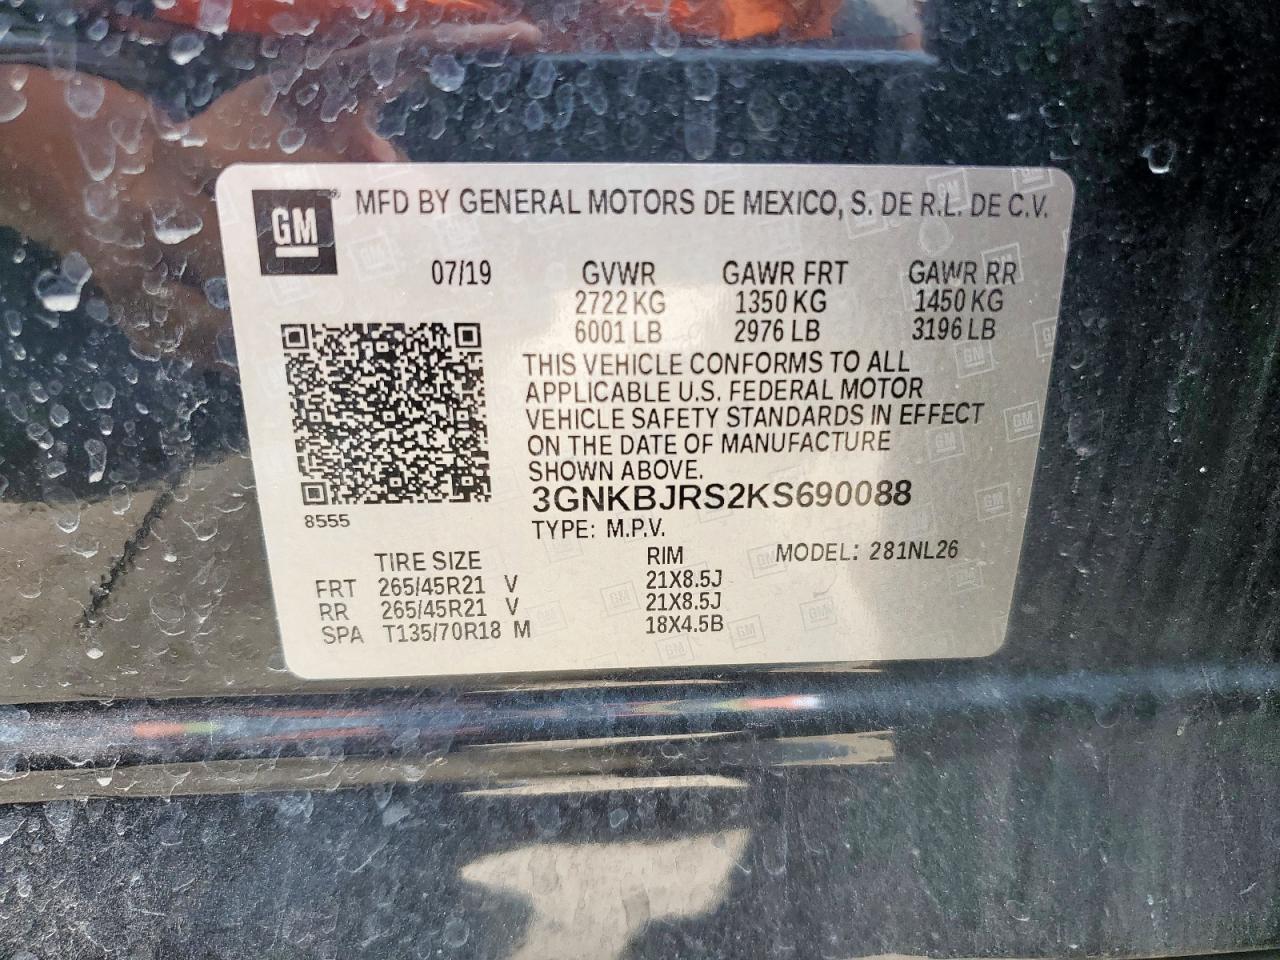 GM
MFD BY GENERAL MOTORS DE MEXICO, S. DE R.L. DE C.V.
07/19 GVWR GAWR FRT GAWR RR
2722 KG 1350 KG 1450 KG
6001 LB 2976 LB 3196 LB
THIS VEHICLE CONFORMS TO ALL
APPLICABLE U.S. FEDERAL MOTOR
VEHICLE SAFETY STANDARDS IN EFFECT
ON THE DATE OF MANUFACTURE
SHOWN ABOVE.
3GNKBJRS2KS690088
8555
TYPE: M.P.V.
TIRE SIZE RIM MODEL: 281NL26
FRT 265/45R21 V 21X8.5J
RR 265/45R21 V 21X8.5J
SPA T135/70R18 M 18X4.5B